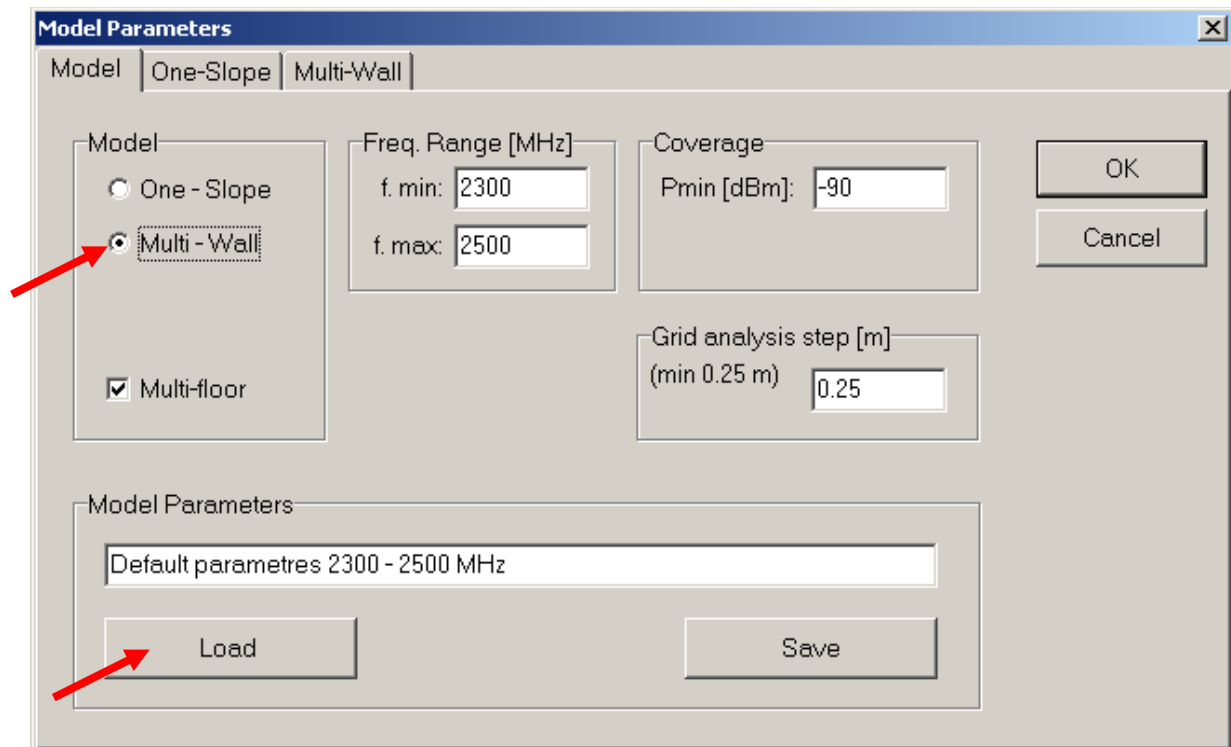 Model Parameters
Model One-Slope Multi-Wall
Model
One - Slope
Multi - Wall
Multi-floor
Freq. Range [MHz]
f. min: 2300
f. max: 2500
Coverage
Pmin [dBm]: -90
Grid analysis step [m]
(min 0.25 m) 0.25
OK
Cancel
Model Parameters
Default parametres 2300 - 2500 MHz
Load Save